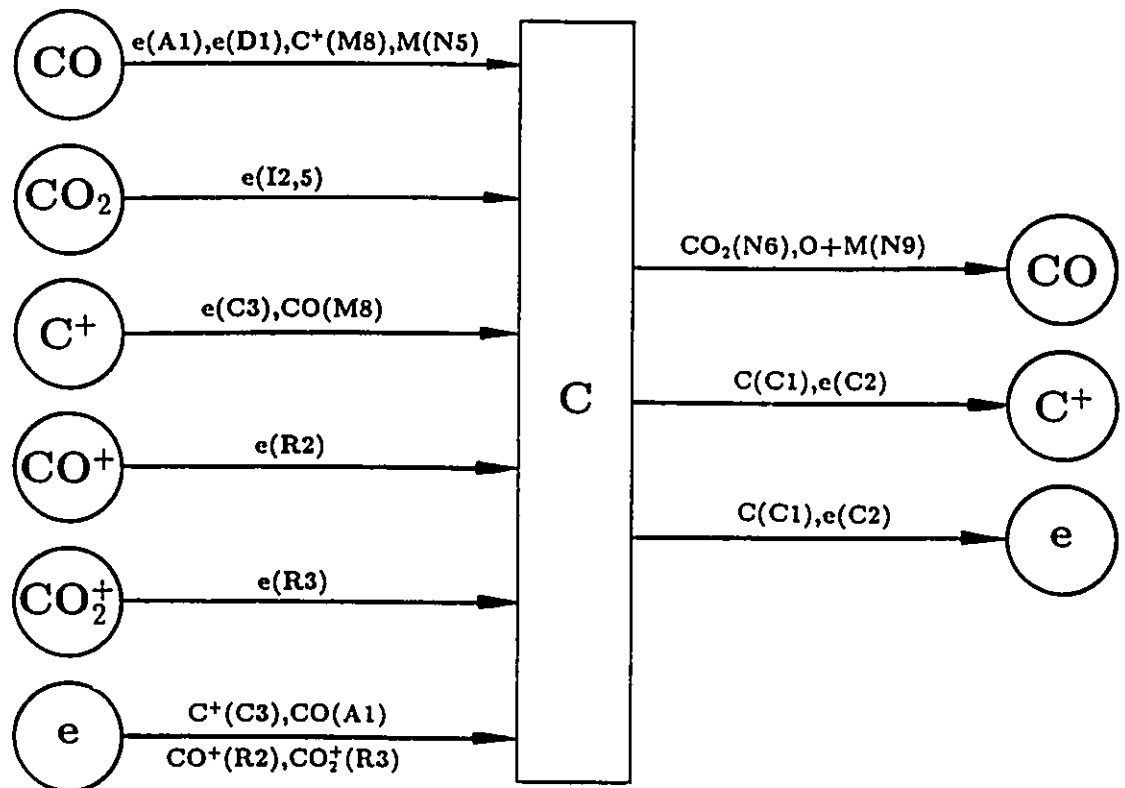 CO
e(A1),e(D1),C⁺(M8),M(N5)
CO₂
e(I2,5)
C⁺
e(C3),CO(M8)
CO⁺
e(R2)
CO₂⁺
e(R3)
e
C⁺(C3),CO(A1)
CO⁺(R2),CO₂⁺(R3)
C
CO₂(N6),O+M(N9)
CO
C(C1),e(C2)
C⁺
C(C1),e(C2)
e